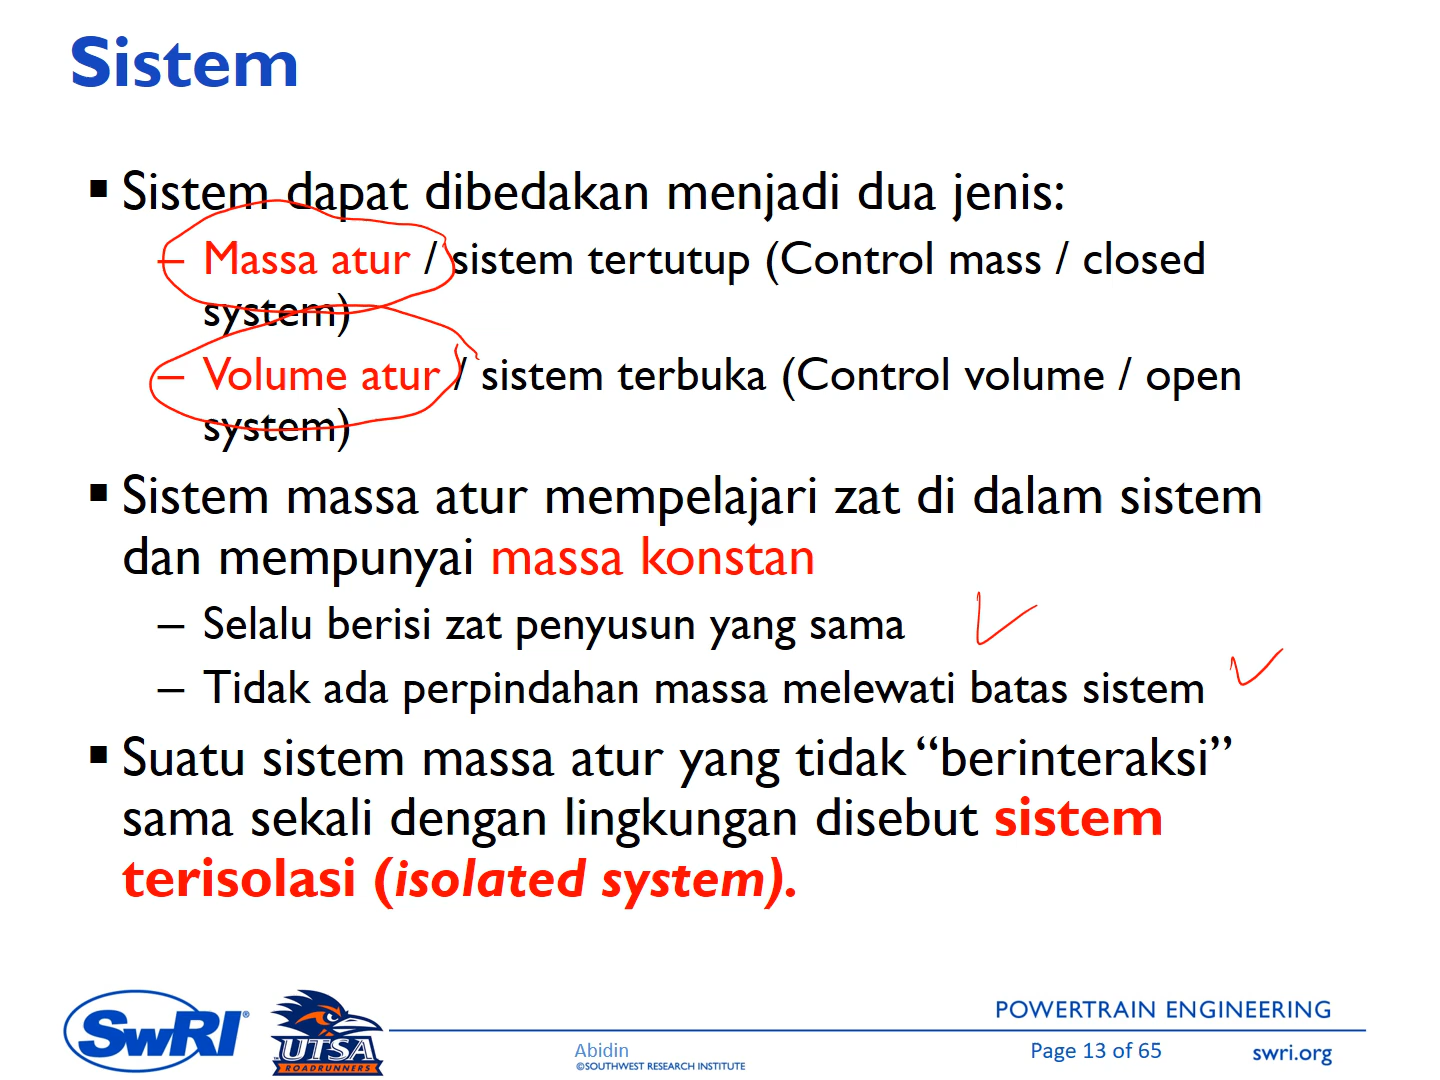 Sistem
▪ Sistem dapat dibedakan menjadi dua jenis:
– Massa atur / sistem tertutup (Control mass / closed
system)
– Volume atur / sistem terbuka (Control volume / open
system)
▪ Sistem massa atur mempelajari zat di dalam sistem
dan mempunyai massa konstan
– Selalu berisi zat penyusun yang sama
– Tidak ada perpindahan massa melewati batas sistem
▪ Suatu sistem massa atur yang tidak “berinteraksi”
sama sekali dengan lingkungan disebut sistem
terisolasi (isolated system).
SwRI®
UTSA
ROADRUNNERS
Abidin
©SOUTHWEST RESEARCH INSTITUTE
POWERTRAIN ENGINEERING
Page 13 of 65
swri.org